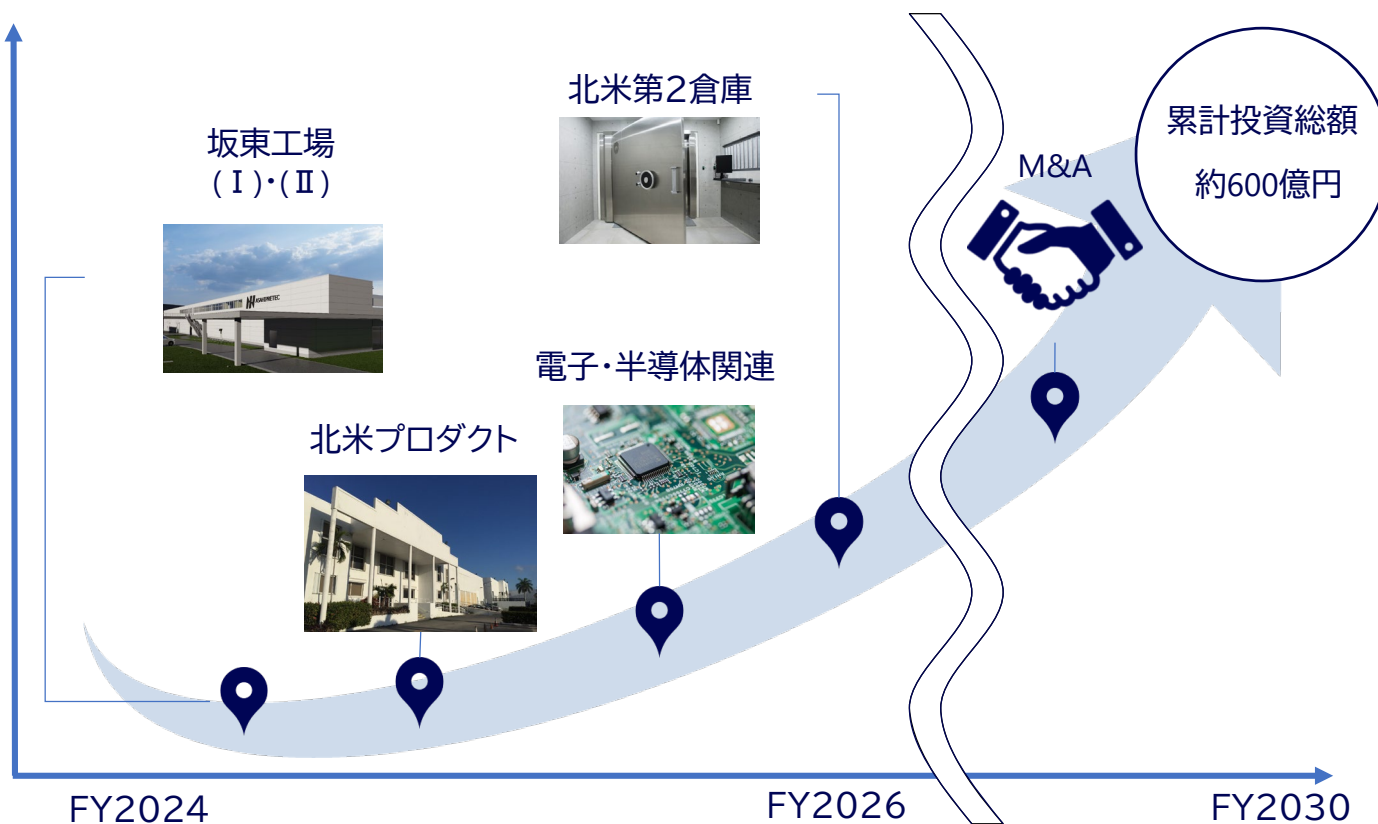 坂東工場
(Ⅰ)・(Ⅱ)
ASAHI PRETEC
北米プロダクト
電子・半導体関連
北米第2倉庫
M&A
累計投資総額
約600億円
FY2024
FY2026
FY2030